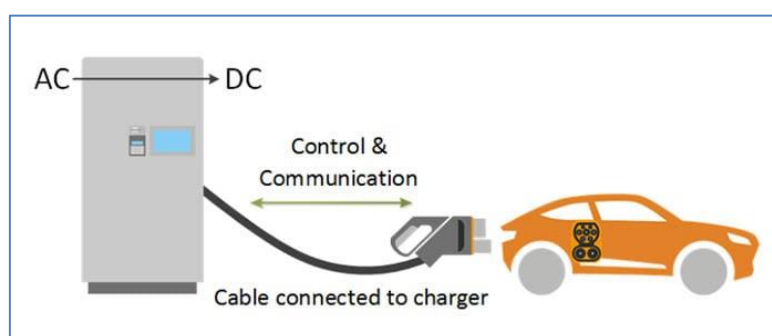 AC
DC
Control &
Communication
Cable connected to charger